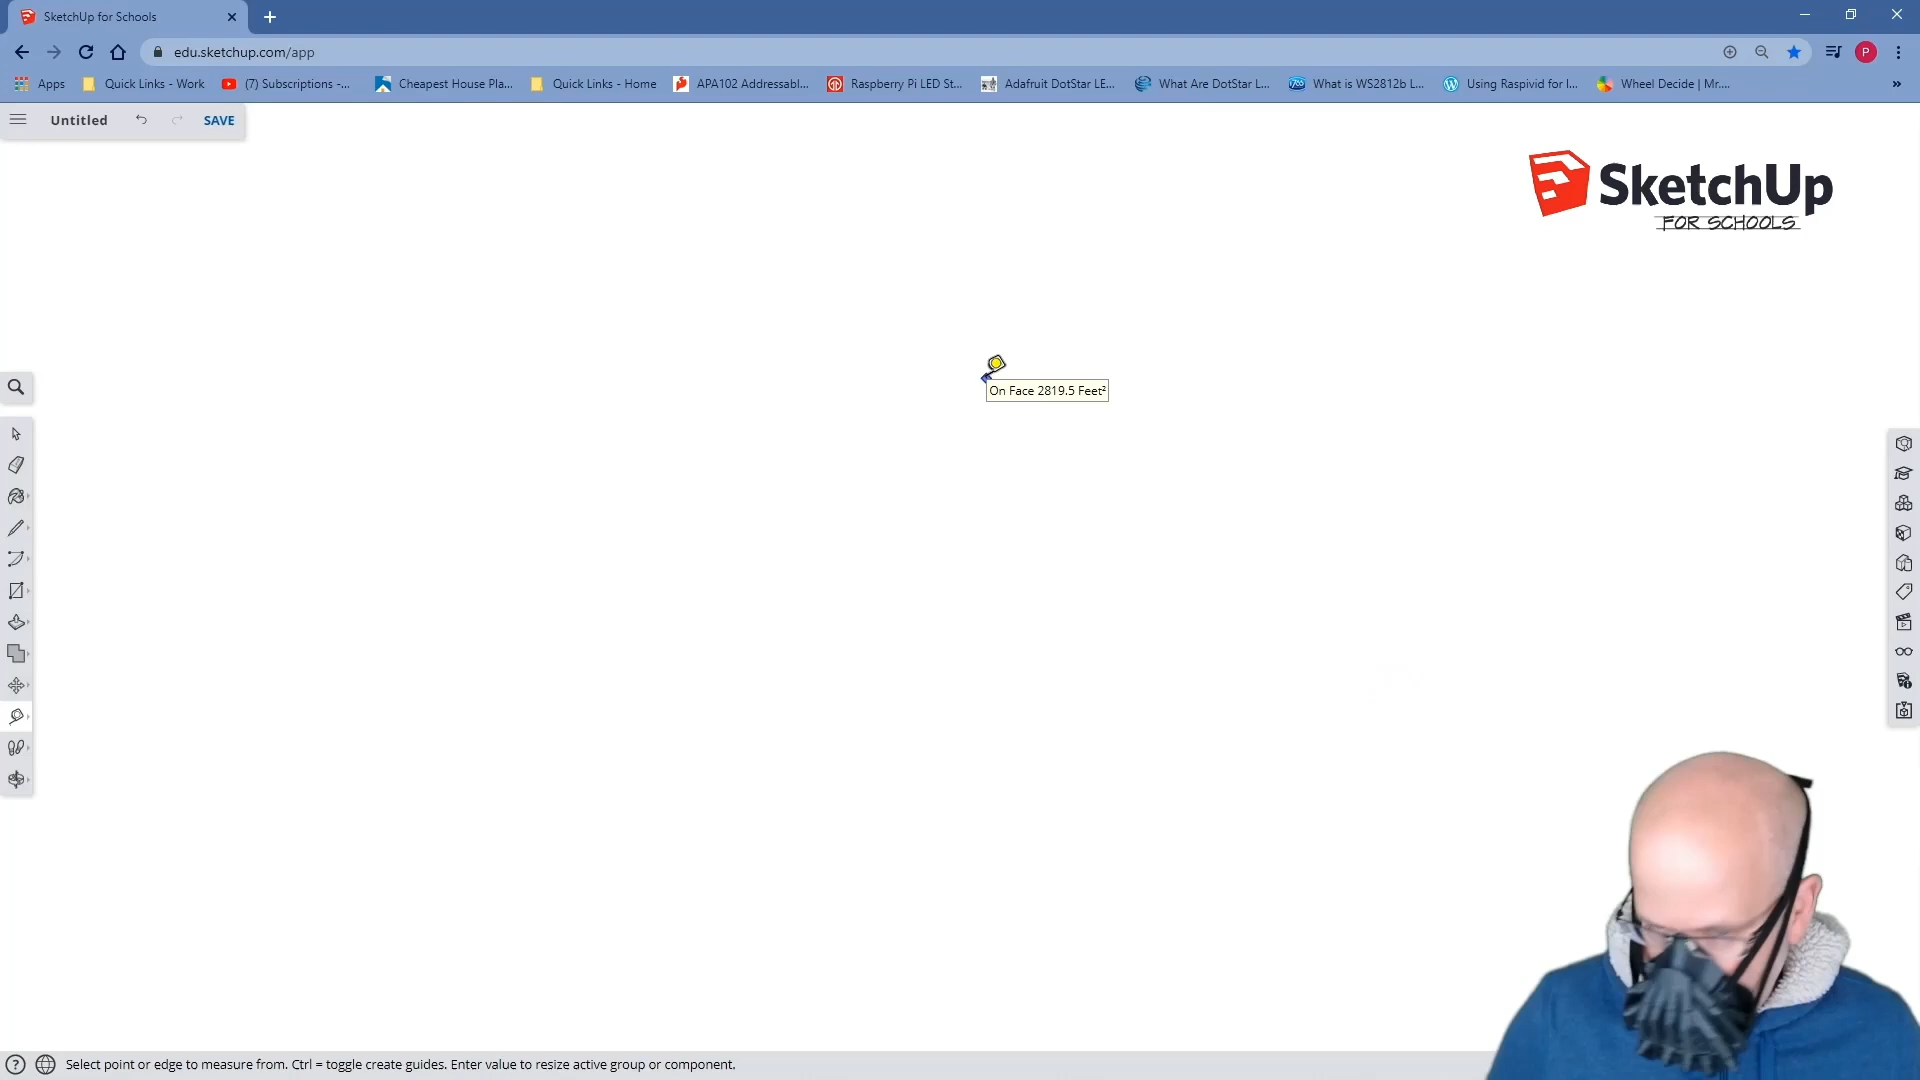 SketchUp for Schools
edu.sketchup.com/app
P
Apps
Quick Links - Work
(7) Subscriptions -...
Cheapest House Pla...
Quick Links - Home
APA102 Addressabl...
Raspberry Pi LED St...
Adafruit DotStar LE...
What Are DotStar L...
What is WS2812b L...
Using Raspivid for I...
Wheel Decide | Mr....
»
Untitled
SAVE
SketchUp
FOR SCHOOLS
On Face 2819.5 Feet²
Select point or edge to measure from. Ctrl = toggle create guides. Enter value to resize active group or component.